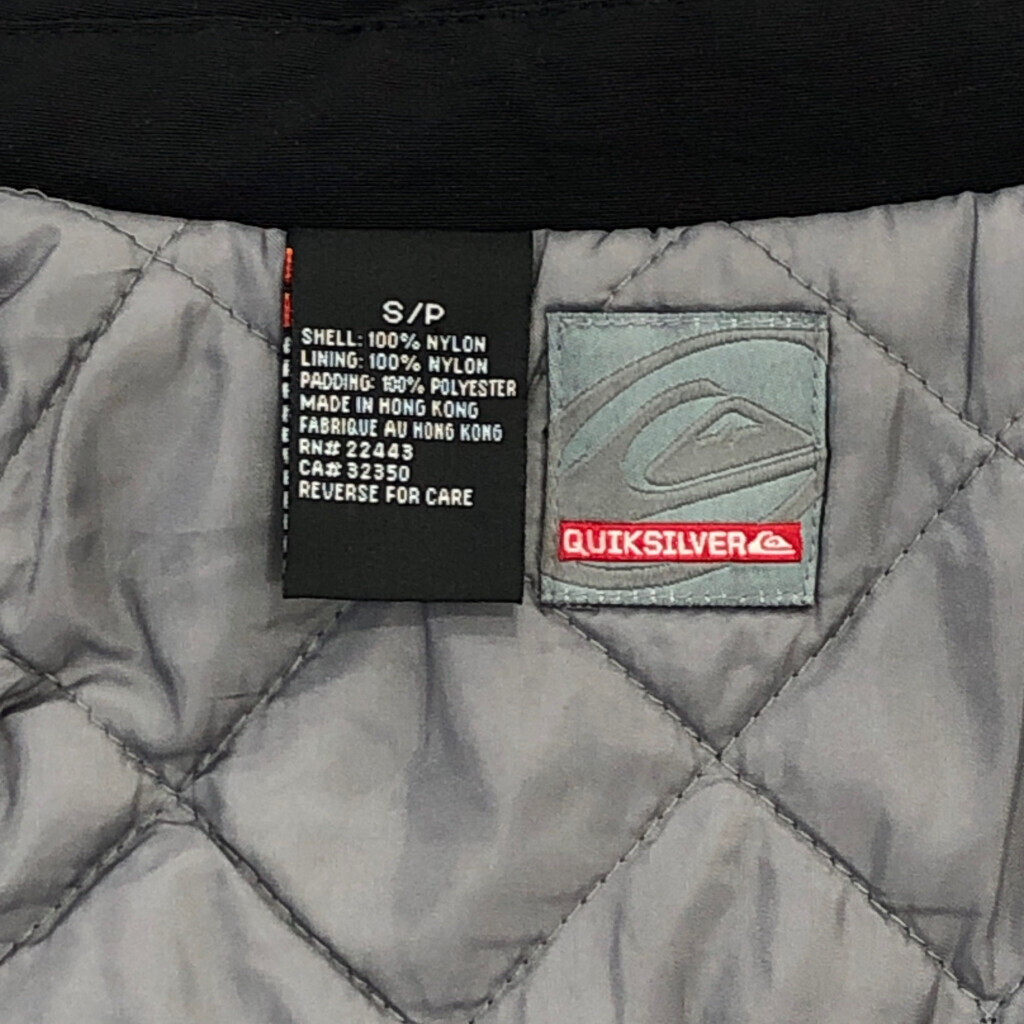 S/P
SHELL: 100% NYLON
LINING: 100% NYLON
PADDING: 100% POLYESTER
MADE IN HONG KONG
FABRIQUE AU HONG KONG
RN# 22443
CA# 32350
REVERSE FOR CARE
QUIKSILVER